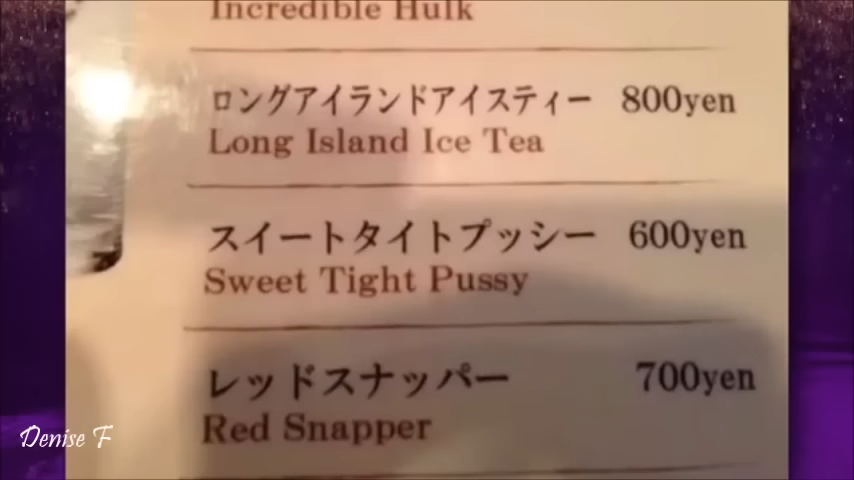 Incredible Hulk
ロングアイランドアイスティー 800yen
Long Island Ice Tea
スイートタイトプッシー 600yen
Sweet Tight Pussy
レッドスナッパー 700yen
Red Snapper
Denise F